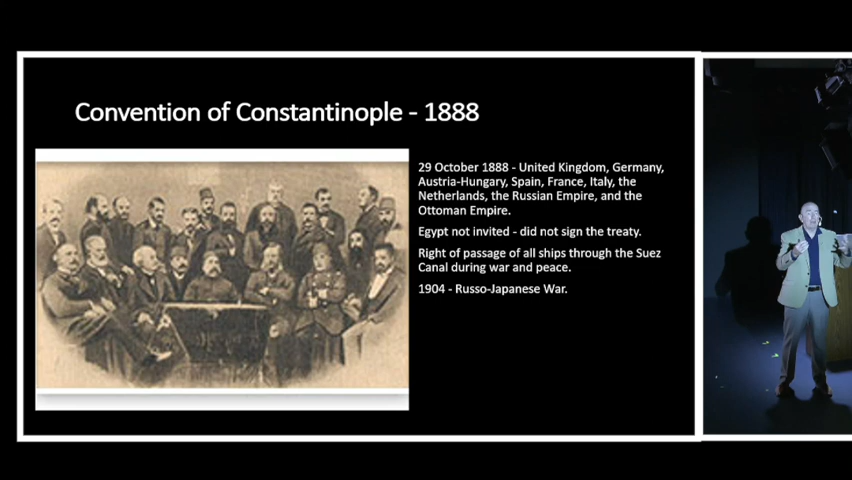 Convention of Constantinople - 1888
29 October 1888 - United Kingdom, Germany,
Austria-Hungary, Spain, France, Italy, the
Netherlands, the Russian Empire, and the
Ottoman Empire.
Egypt not invited - did not sign the treaty.
Right of passage of all ships through the Suez
Canal during war and peace.
1904 - Russo-Japanese War.